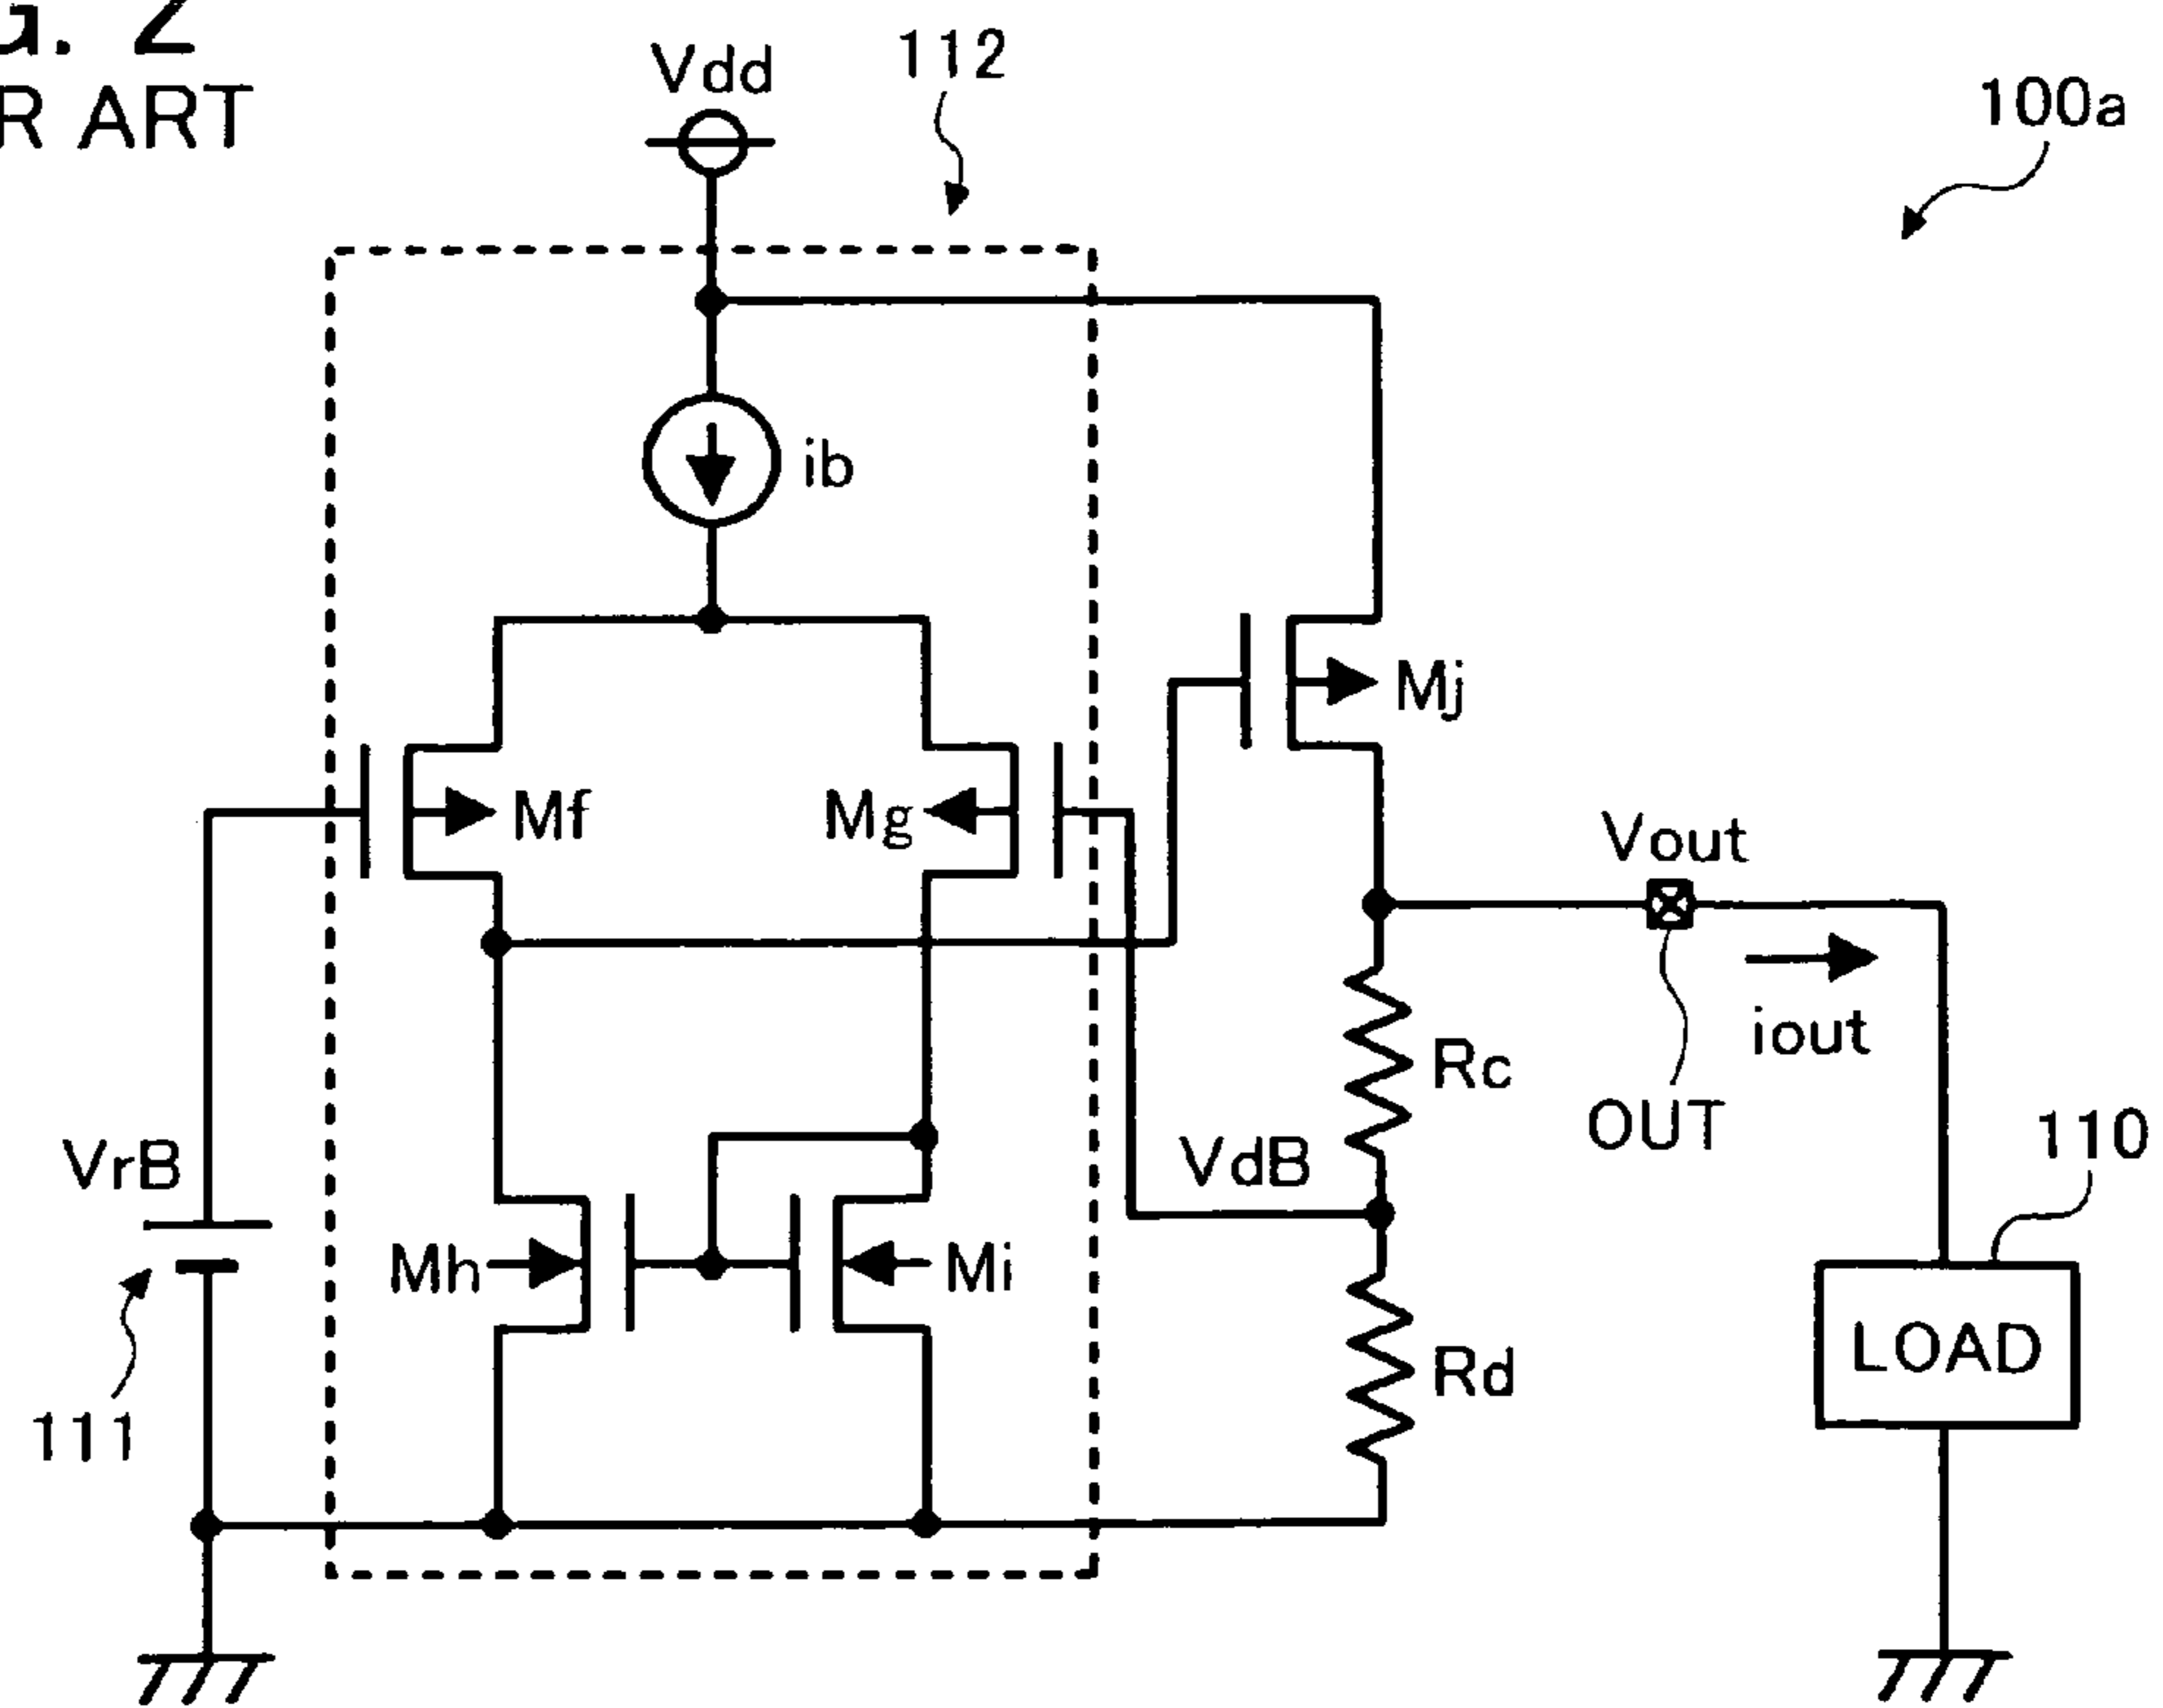 . 2
R ART
Vdd
112
100a
ib
Mj
Mf
Mg
Vout
iout
Rc
OUT
110
VrB
VdB
Mh
Mi
LOAD
Rd
111